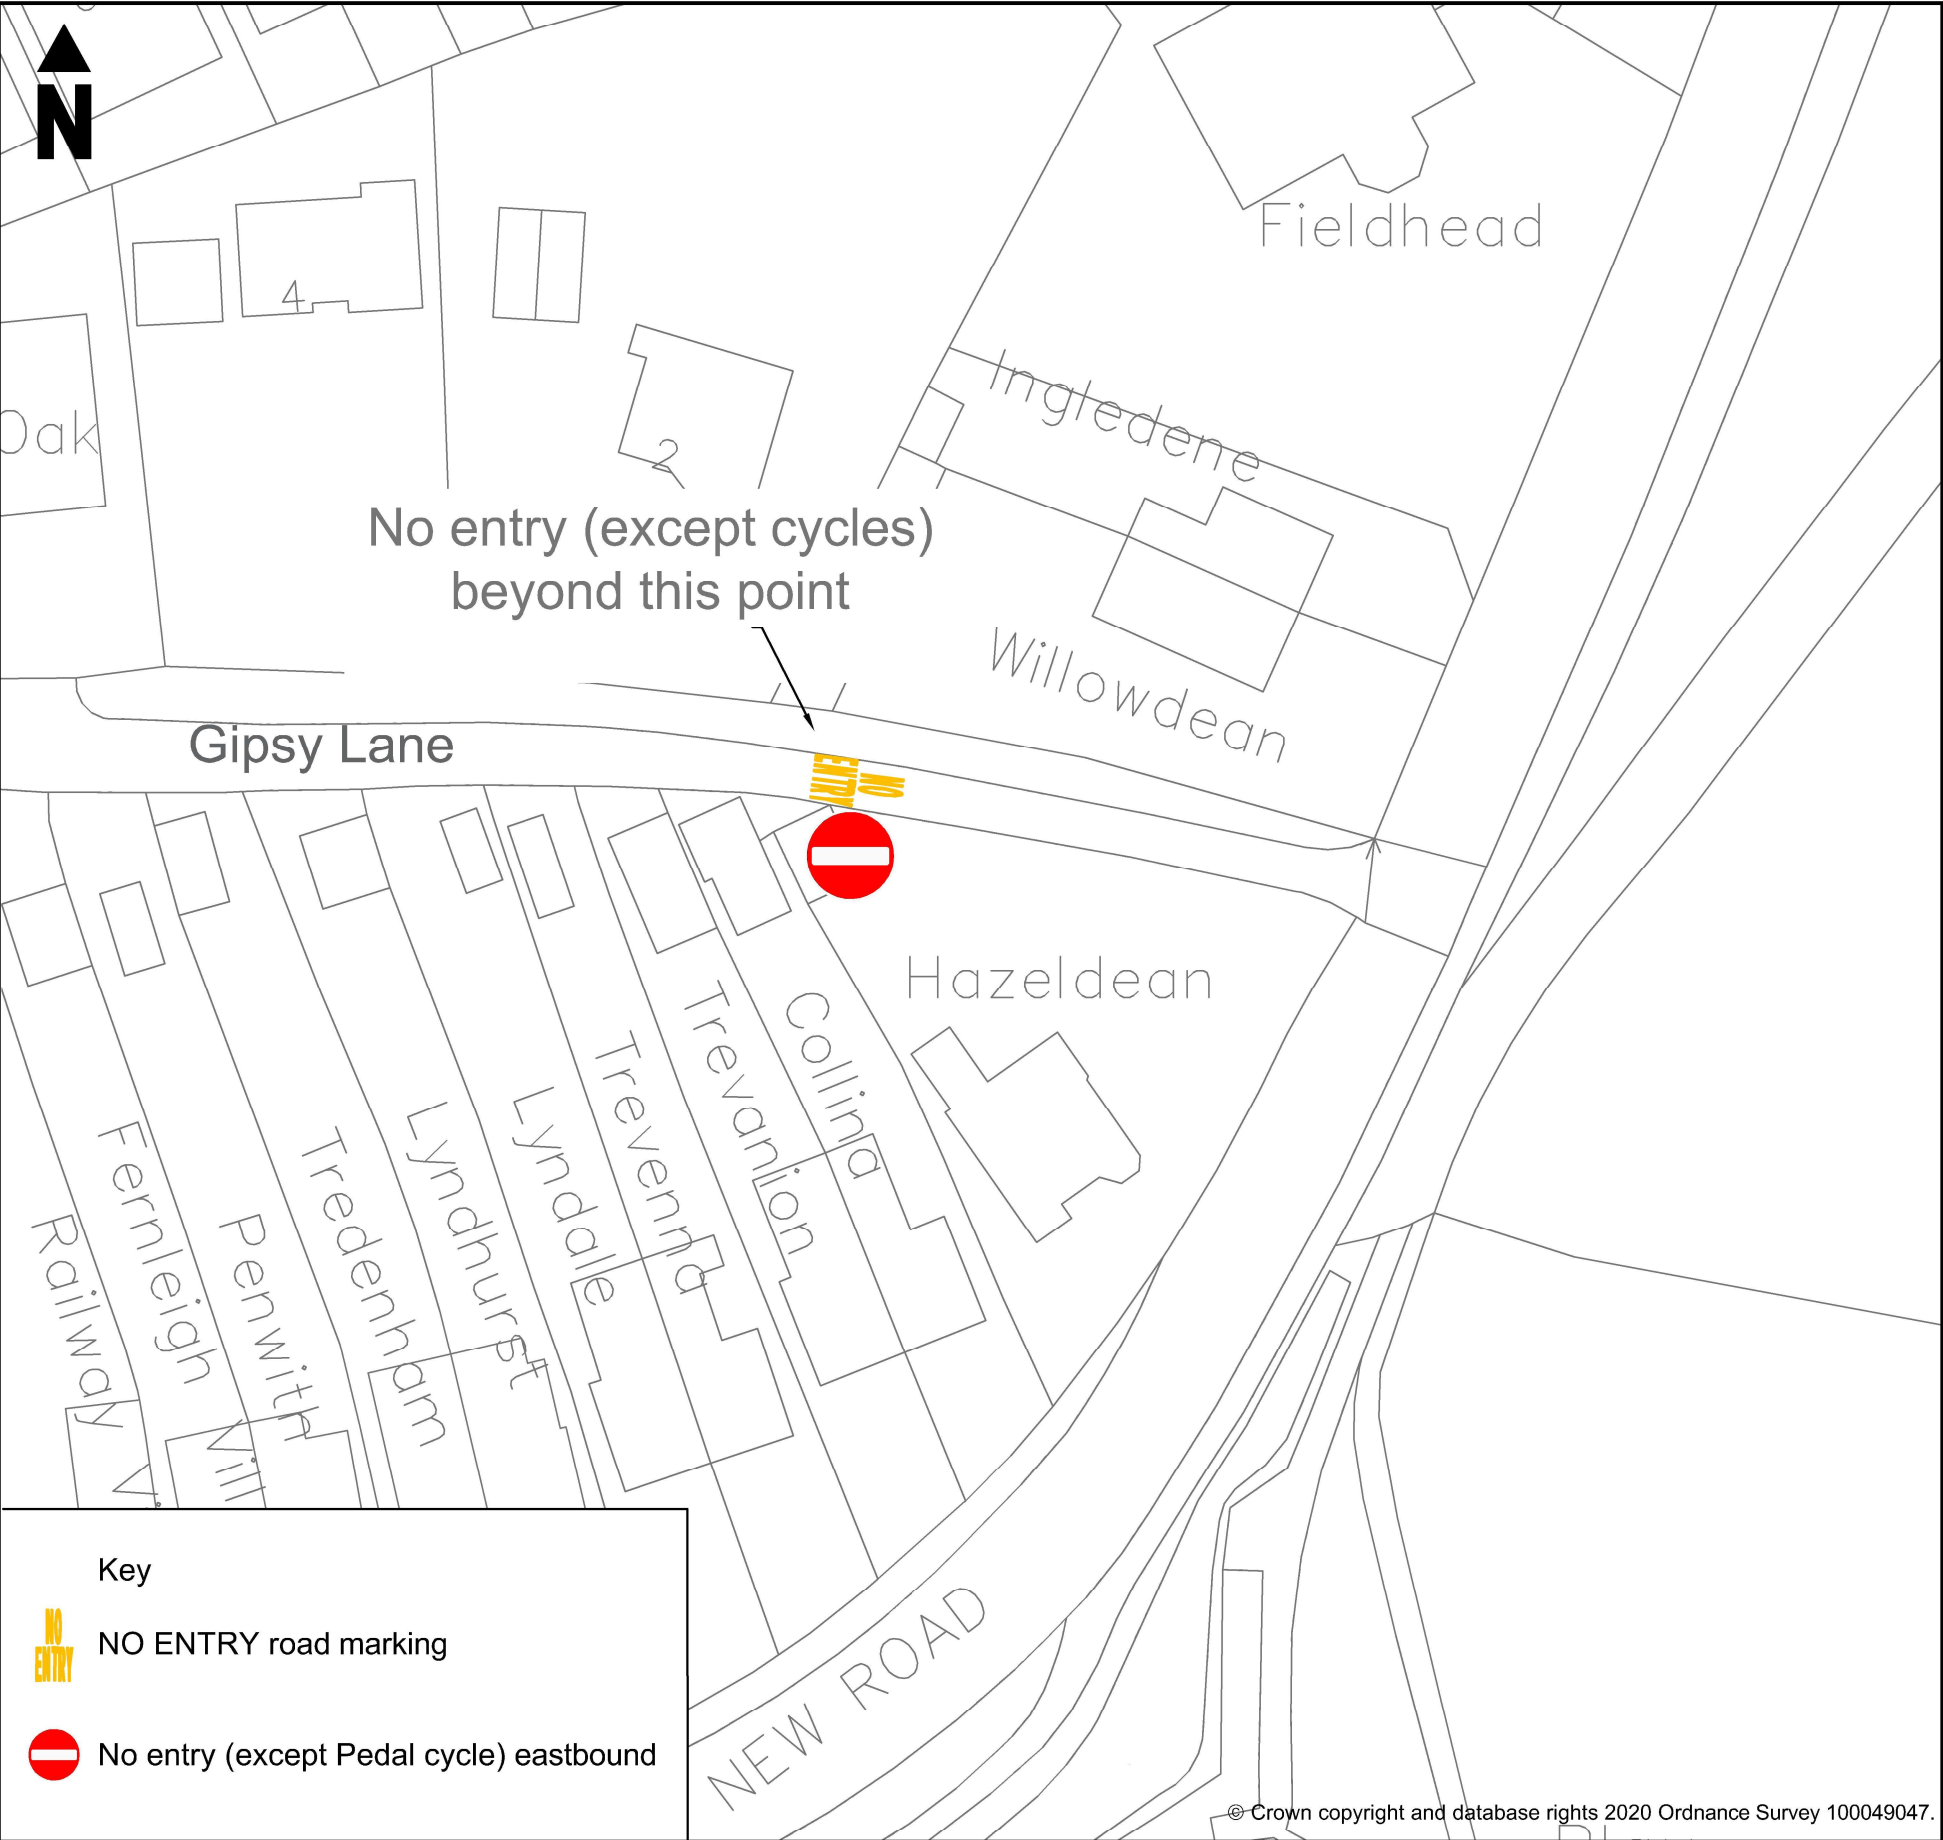 N
Fieldhead
4
Oak
2
Ingledene
No entry (except cycles)
beyond this point
Willowdean
Gipsy Lane
NO
ENTRY
Hazeldean
Collina
Trevanion
Trevenna
Lyndale
Lyndhurst
Tredenham
Penwith
Fernleigh
Vill
Railway Vi
NEW ROAD
Key
NO
ENTRY
NO ENTRY road marking
No entry (except Pedal cycle) eastbound
© Crown copyright and database rights 2020 Ordnance Survey 100049047.